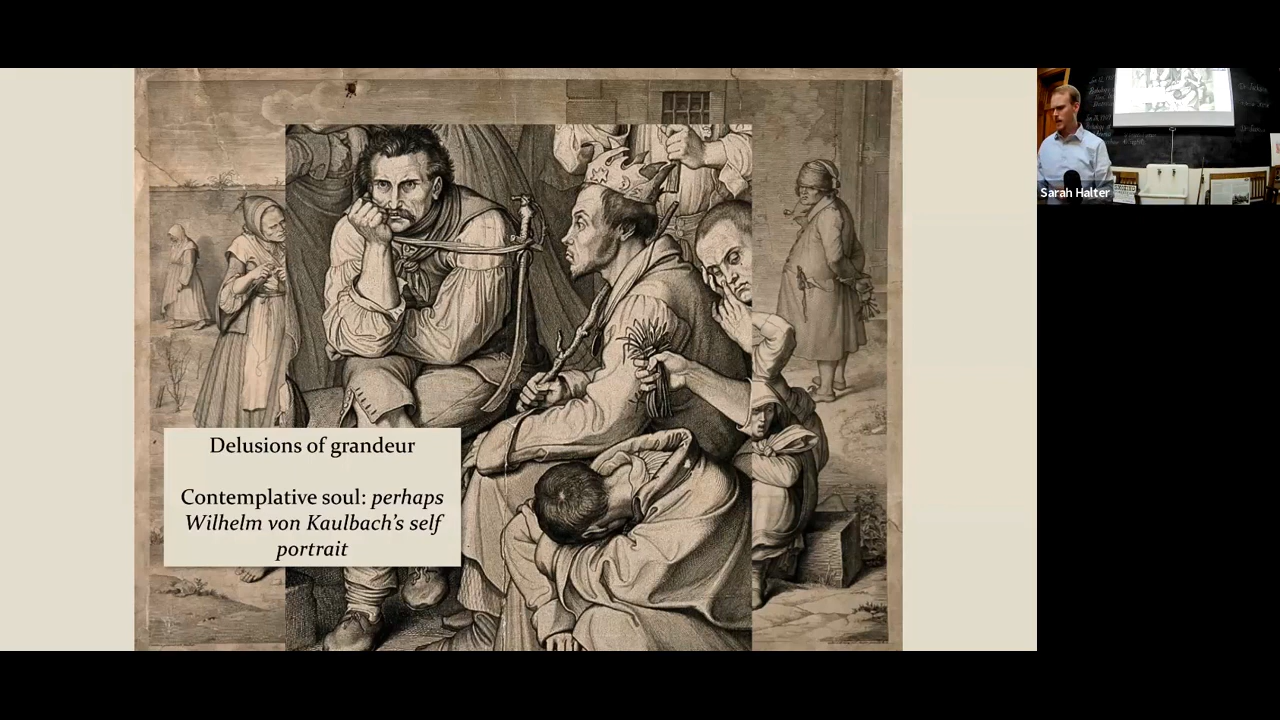 Delusions of grandeur
Contemplative soul: perhaps
Wilhelm von Kaulbach's self
portrait
Sarah Halter